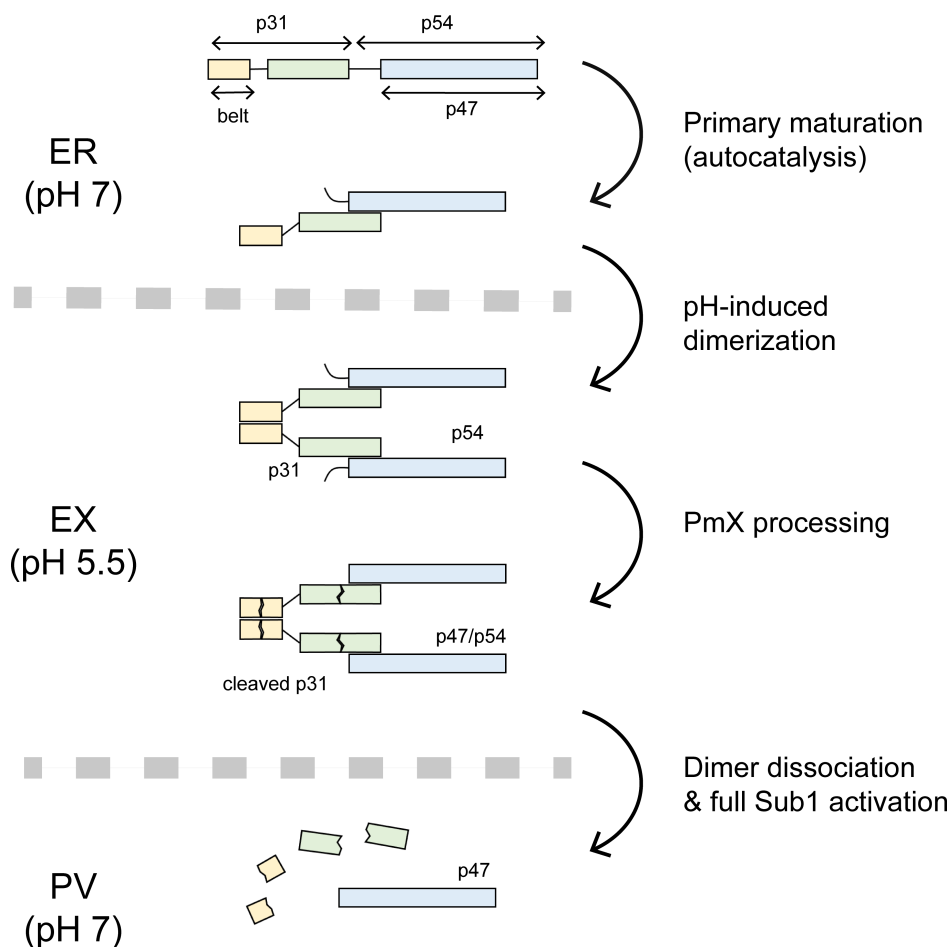 p31
p54
belt
p47
ER
(pH 7)
Primary maturation
(autocatalysis)
pH-induced
dimerization
p54
p31
EX
(pH 5.5)
PmX processing
p47/p54
cleaved p31
Dimer dissociation
& full Sub1 activation
p47
PV
(pH 7)